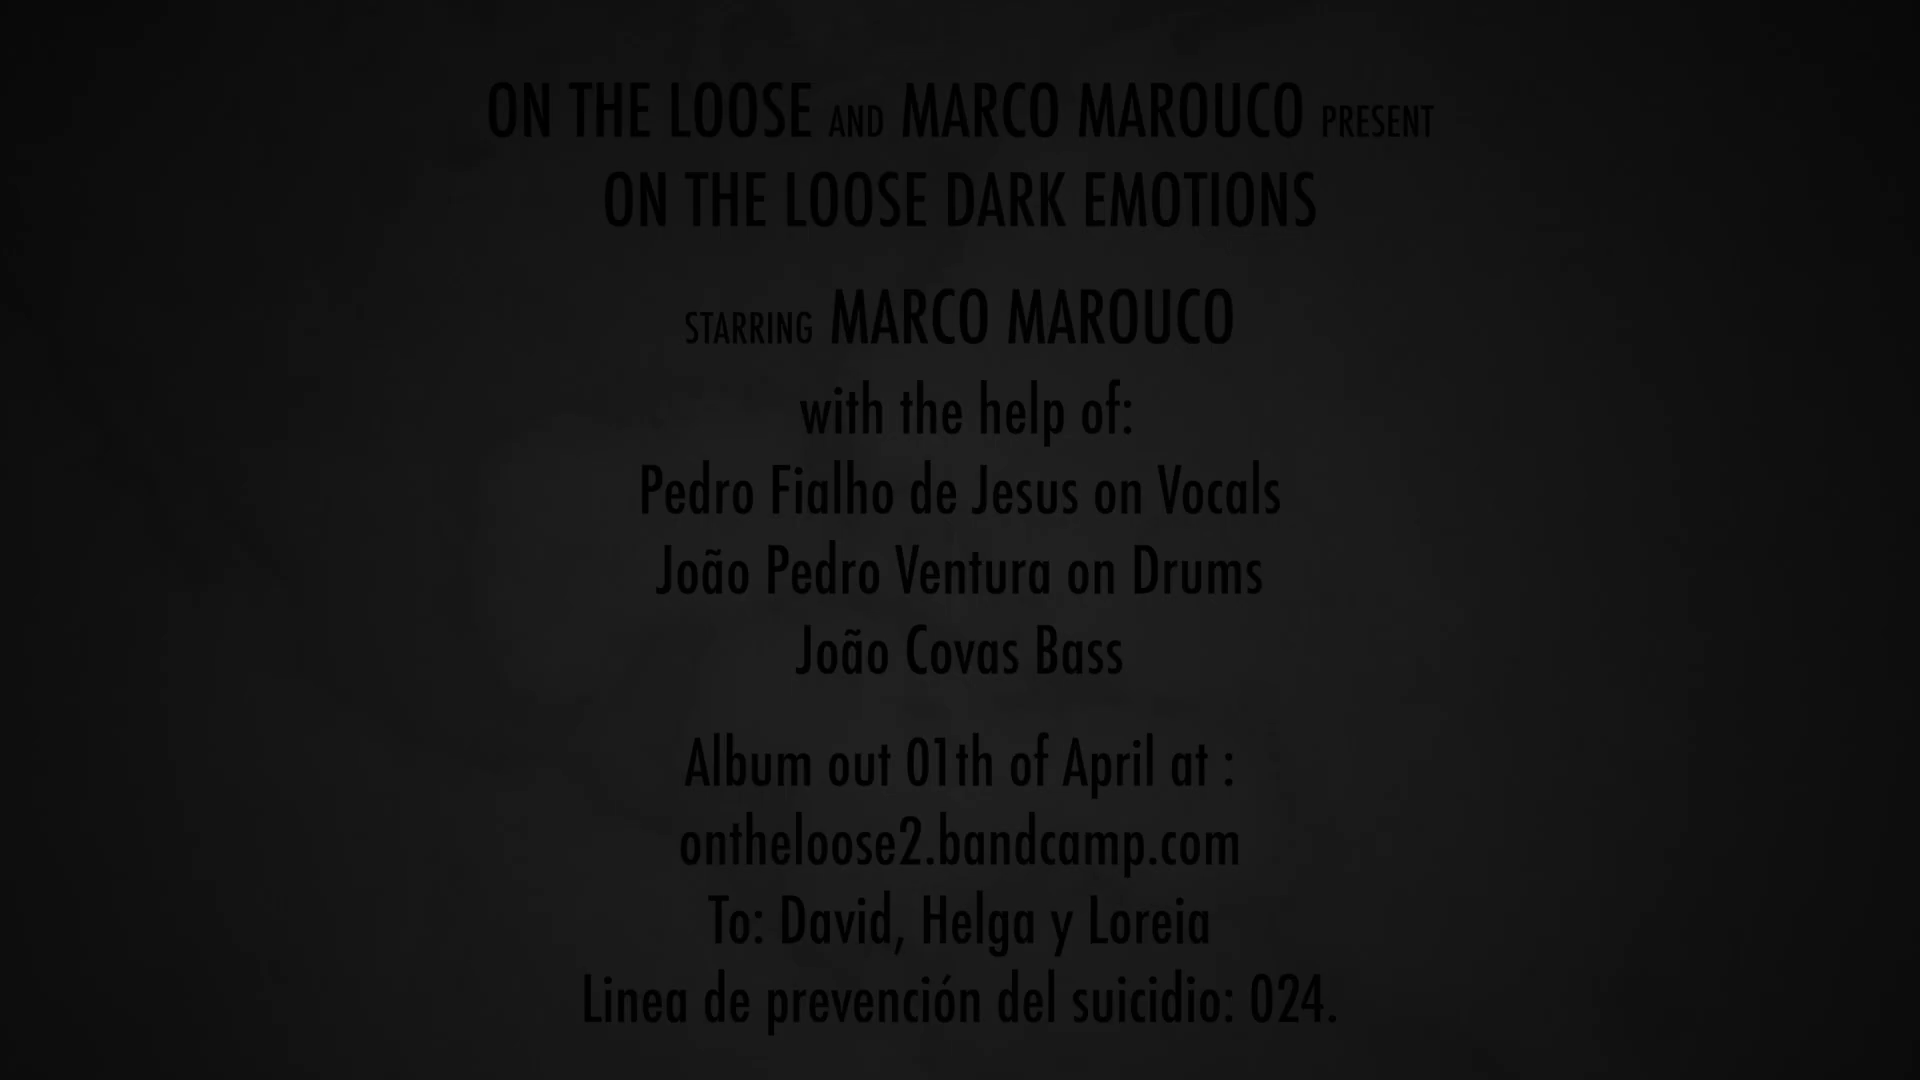 ON THE LOOSE AND MARCO MAROUCO PRESENT
ON THE LOOSE DARK EMOTIONS
STARRING MARCO MAROUCO
with the help of:
Pedro Fialho de Jesus on Vocals
João Pedro Ventura on Drums
João Covas Bass
Album out 01th of April at :
ontheloose2.bandcamp.com
To: David, Helga y Loreia
Linea de prevención del suicidio: 024.